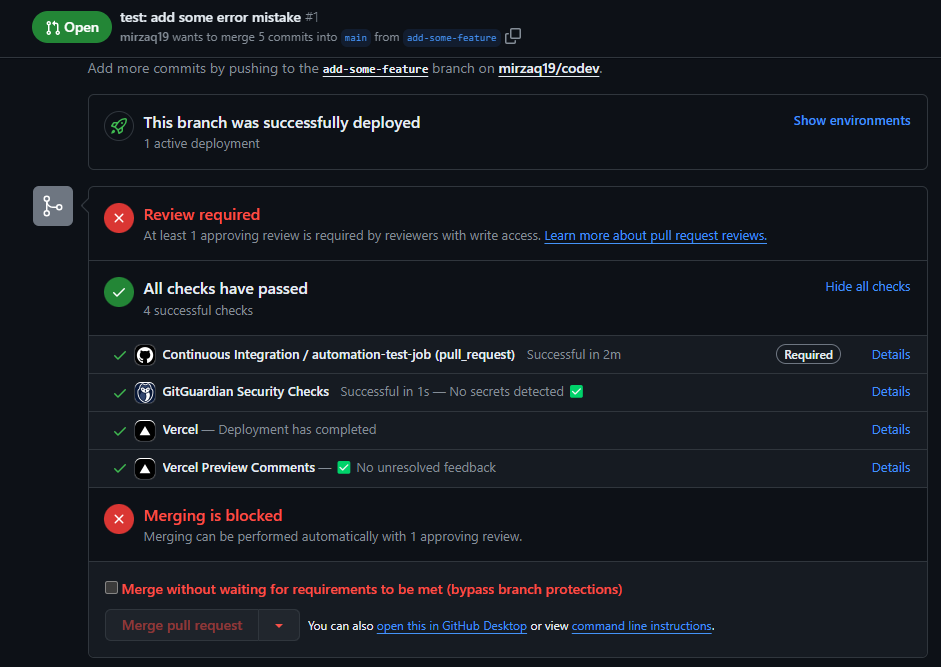 Open
test: add some error mistake #1
mirzaq19 wants to merge 5 commits into main from add-some-feature
Add more commits by pushing to the add-some-feature branch on mirzaq19/codev.
This branch was successfully deployed
Show environments
1 active deployment
Review required
At least 1 approving review is required by reviewers with write access. Learn more about pull request reviews.
All checks have passed
Hide all checks
4 successful checks
Continuous Integration / automation-test-job (pull_request) Successful in 2m Required Details
GitGuardian Security Checks Successful in 1s — No secrets detected ✅ Details
Vercel — Deployment has completed Details
Vercel Preview Comments — ✅ No unresolved feedback Details
Merging is blocked
Merging can be performed automatically with 1 approving review.
Merge without waiting for requirements to be met (bypass branch protections)
Merge pull request You can also open this in GitHub Desktop or view command line instructions.